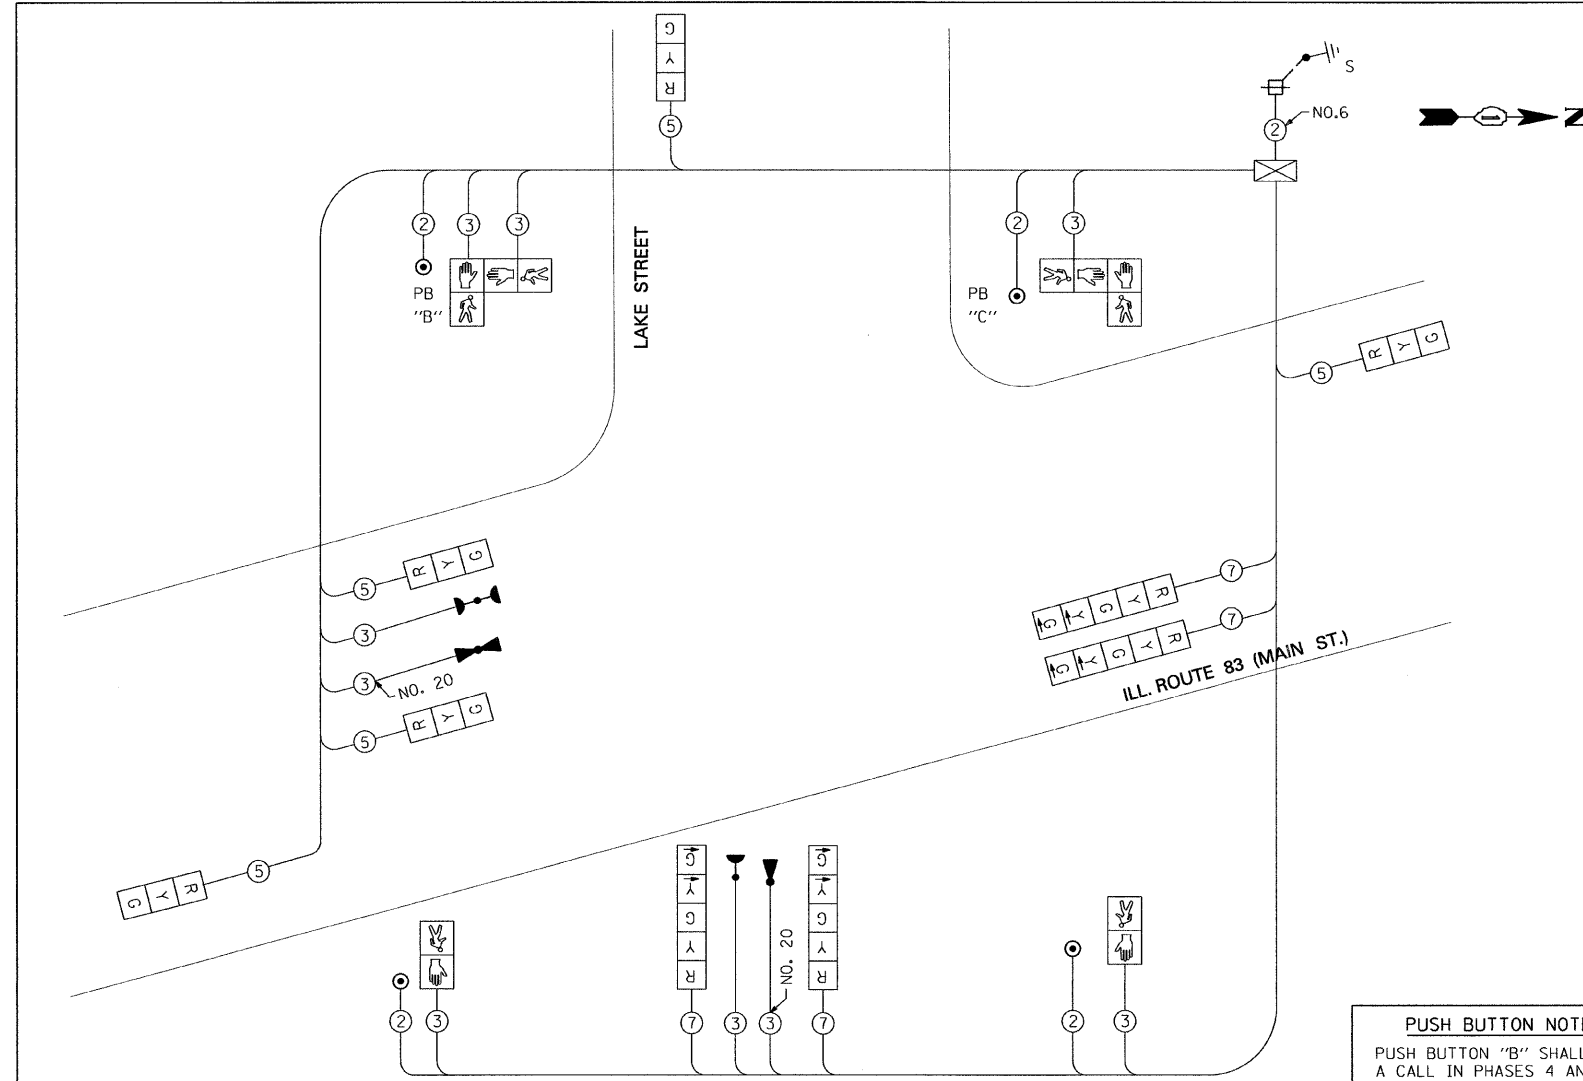 G
Y
R
5
S
2
NO.6
N
2
3
3
2
3
PB
"B"
LAKE STREET
PB
"C"
5
R Y G
5
R Y G
3
3
NO. 20
5
R Y G
7
G Y G Y R
7
G Y G Y R
ILL. ROUTE 83 (MAIN ST.)
5
G Y R
G
Y
G
Y
R
G
Y
G
Y
R
NO. 20
2
3
7
3
3
7
2
3
PUSH BUTTON NOT
PUSH BUTTON "B" SHALL
A CALL IN PHASES 4 AN